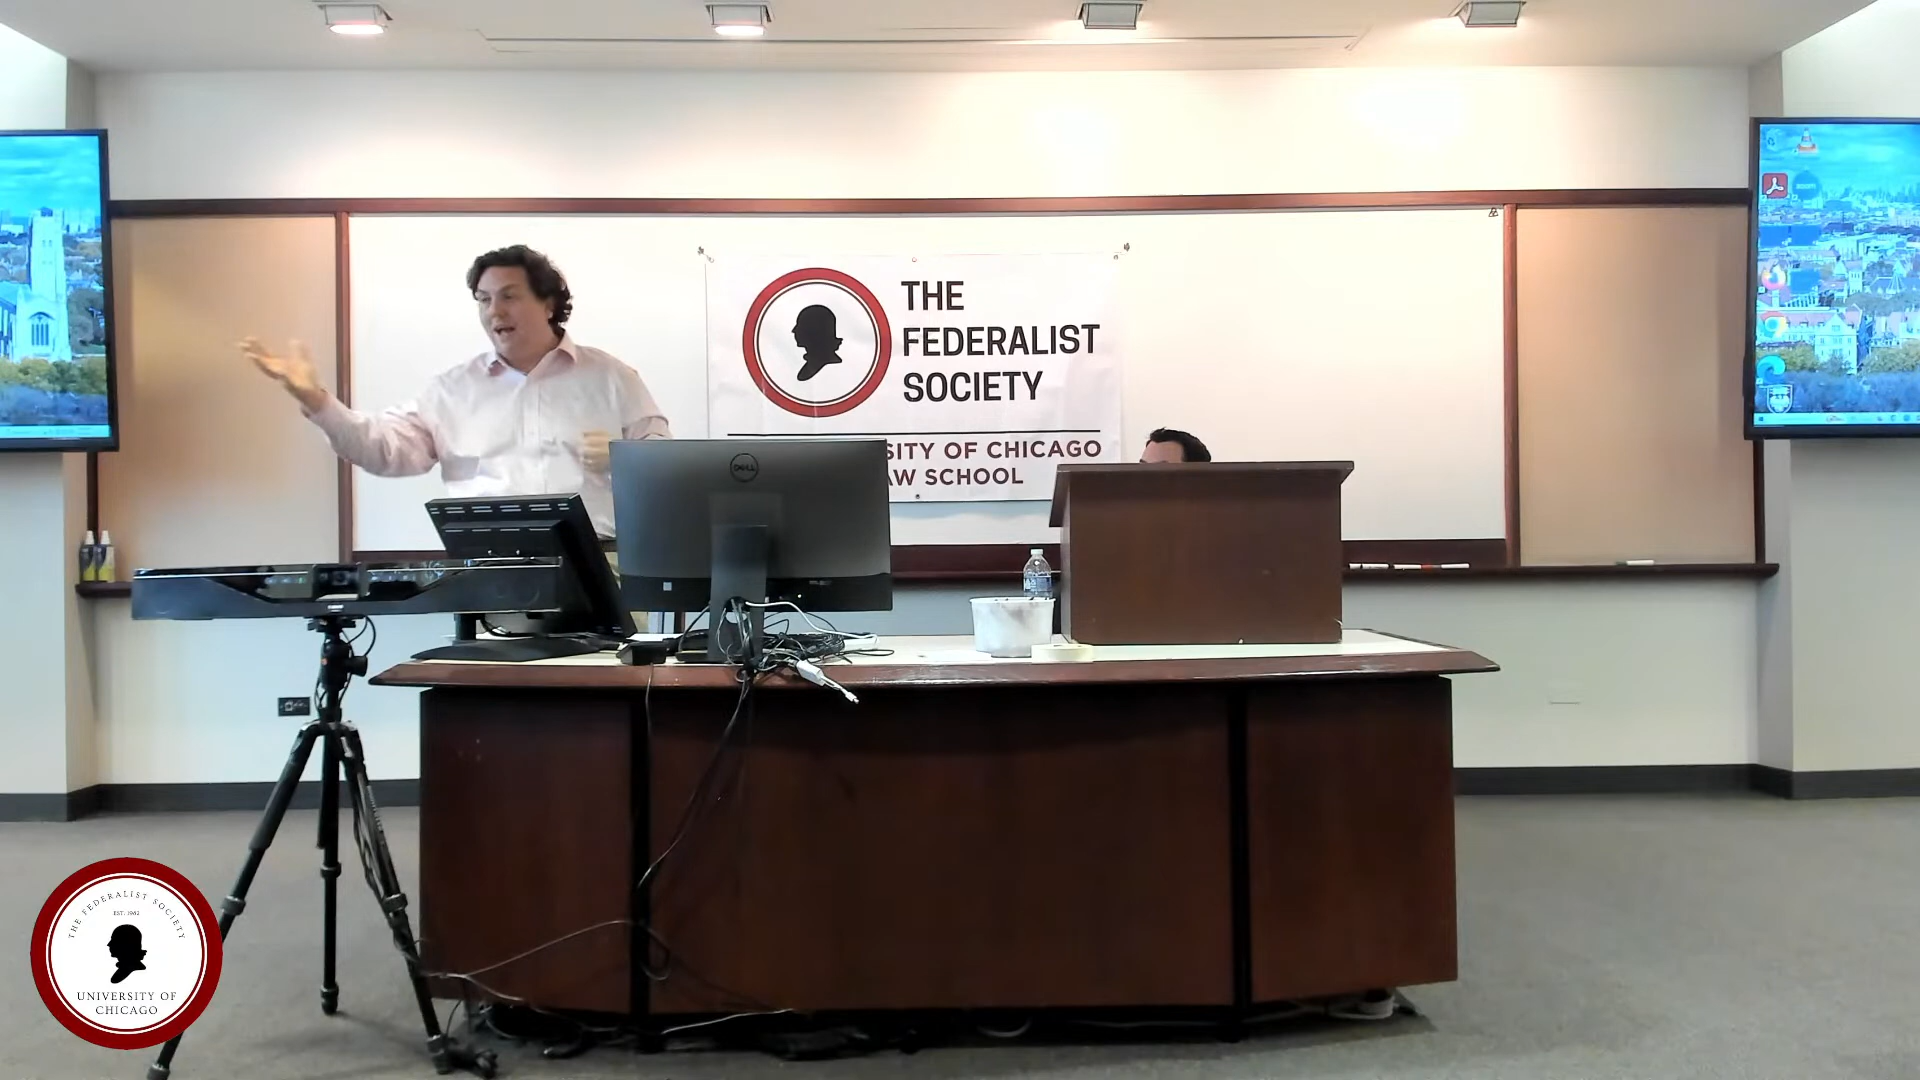 THE
FEDERALIST
SOCIETY
SITY OF CHICAGO
AW SCHOOL
DELL
THE FEDERALIST SOCIETY
EST. 1982
UNIVERSITY OF
CHICAGO